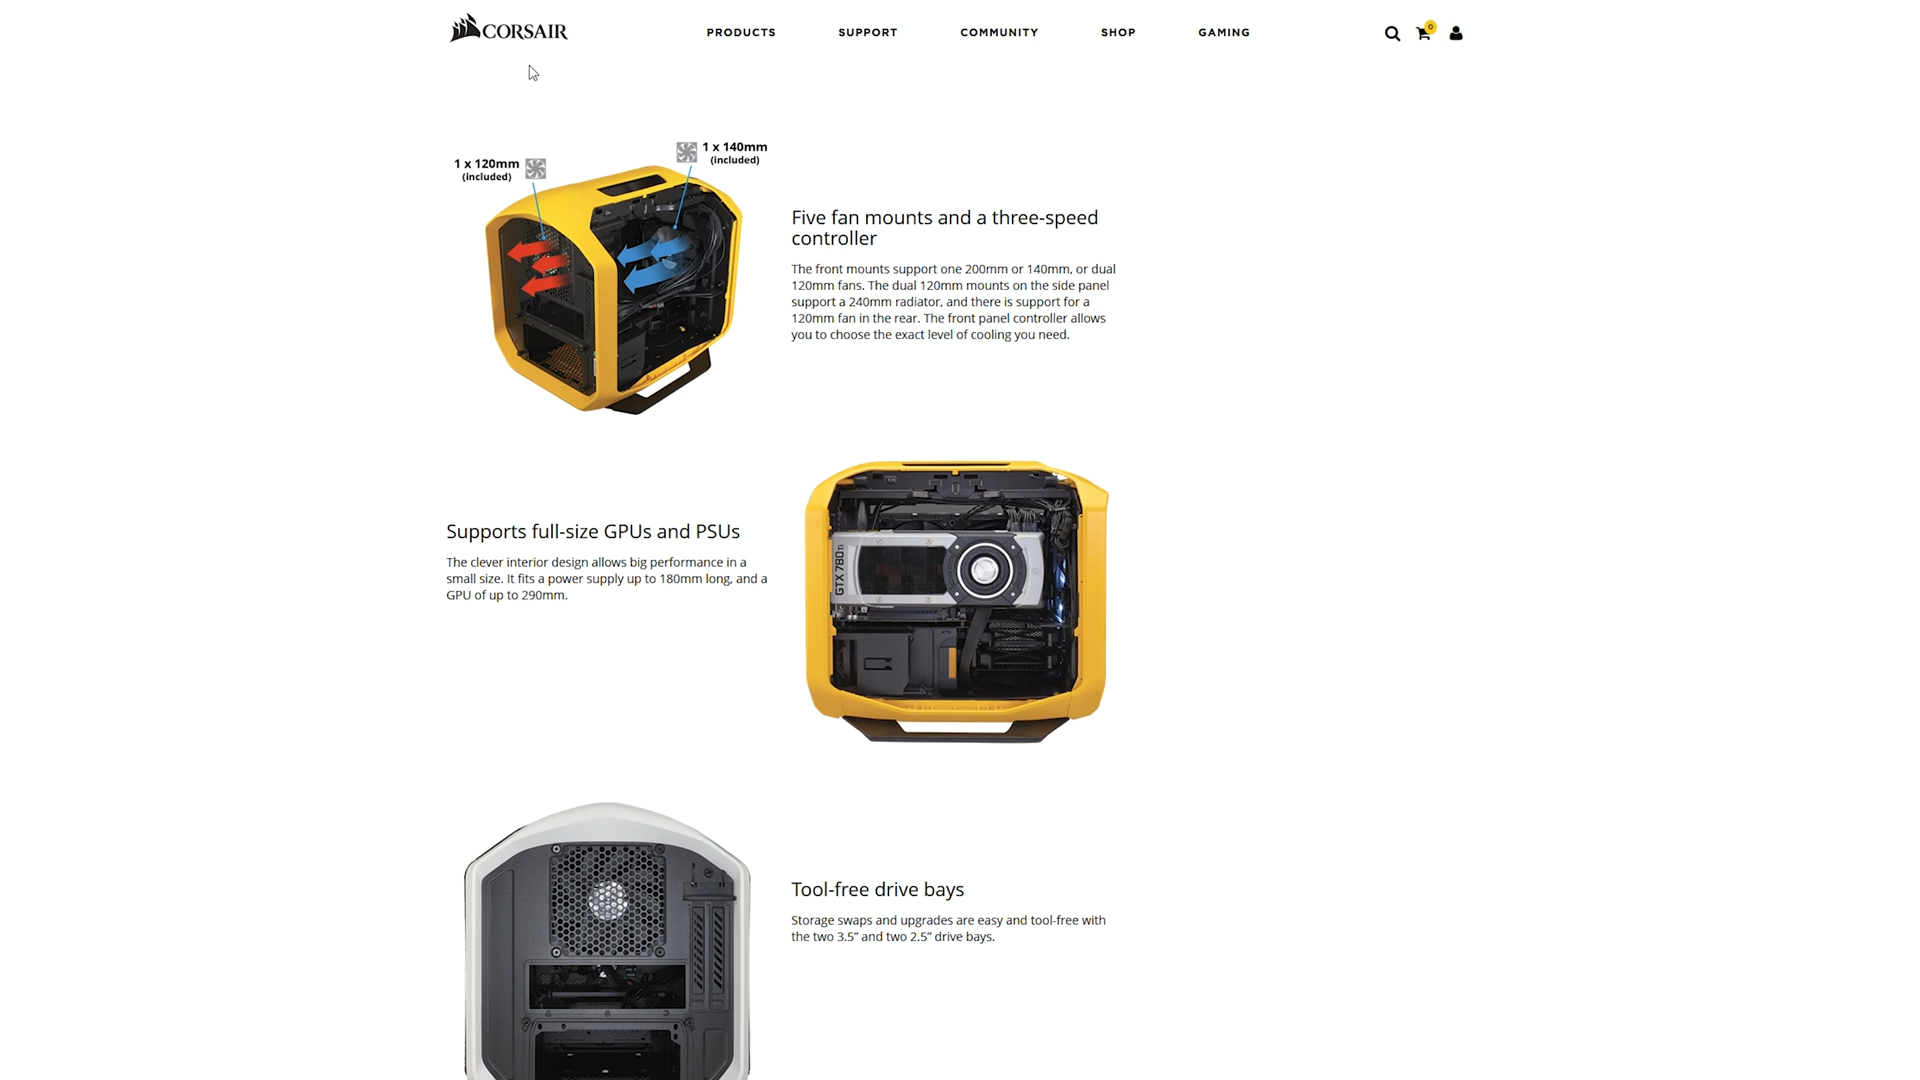 CORSAIR
PRODUCTS
SUPPORT
COMMUNITY
SHOP
GAMING
0
1 x 120mm
(included)
1 x 140mm
(included)
Five fan mounts and a three-speed
controller
The front mounts support one 200mm or 140mm, or dual
120mm fans. The dual 120mm mounts on the side panel
support a 240mm radiator, and there is support for a
120mm fan in the rear. The front panel controller allows
you to choose the exact level of cooling you need.
Supports full-size GPUs and PSUs
The clever interior design allows big performance in a
small size. It fits a power supply up to 180mm long, and a
GPU of up to 290mm.
GTX 780Ti
Tool-free drive bays
Storage swaps and upgrades are easy and tool-free with
the two 3.5” and two 2.5” drive bays.